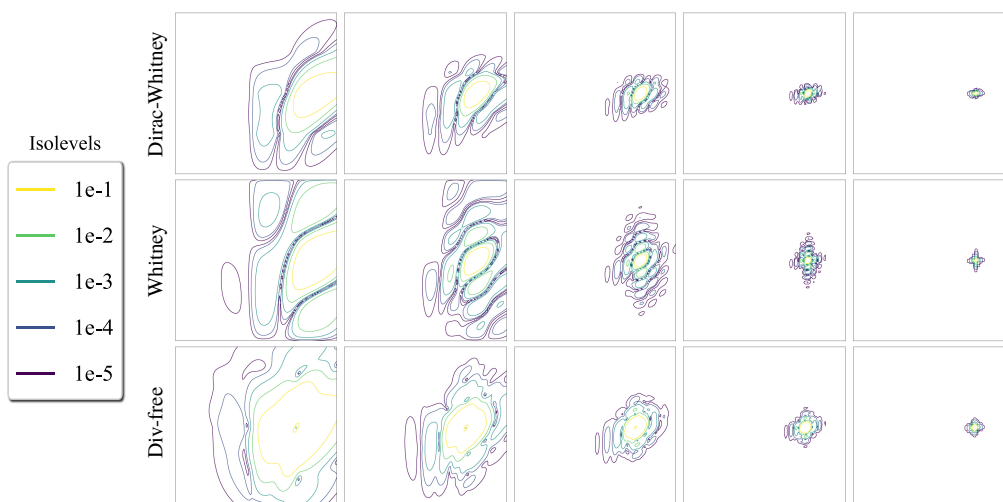 Dirac-Whitney
Isolevels
1e-1
1e-2
Whitney
1e-3
1e-4
1e-5
Div-free